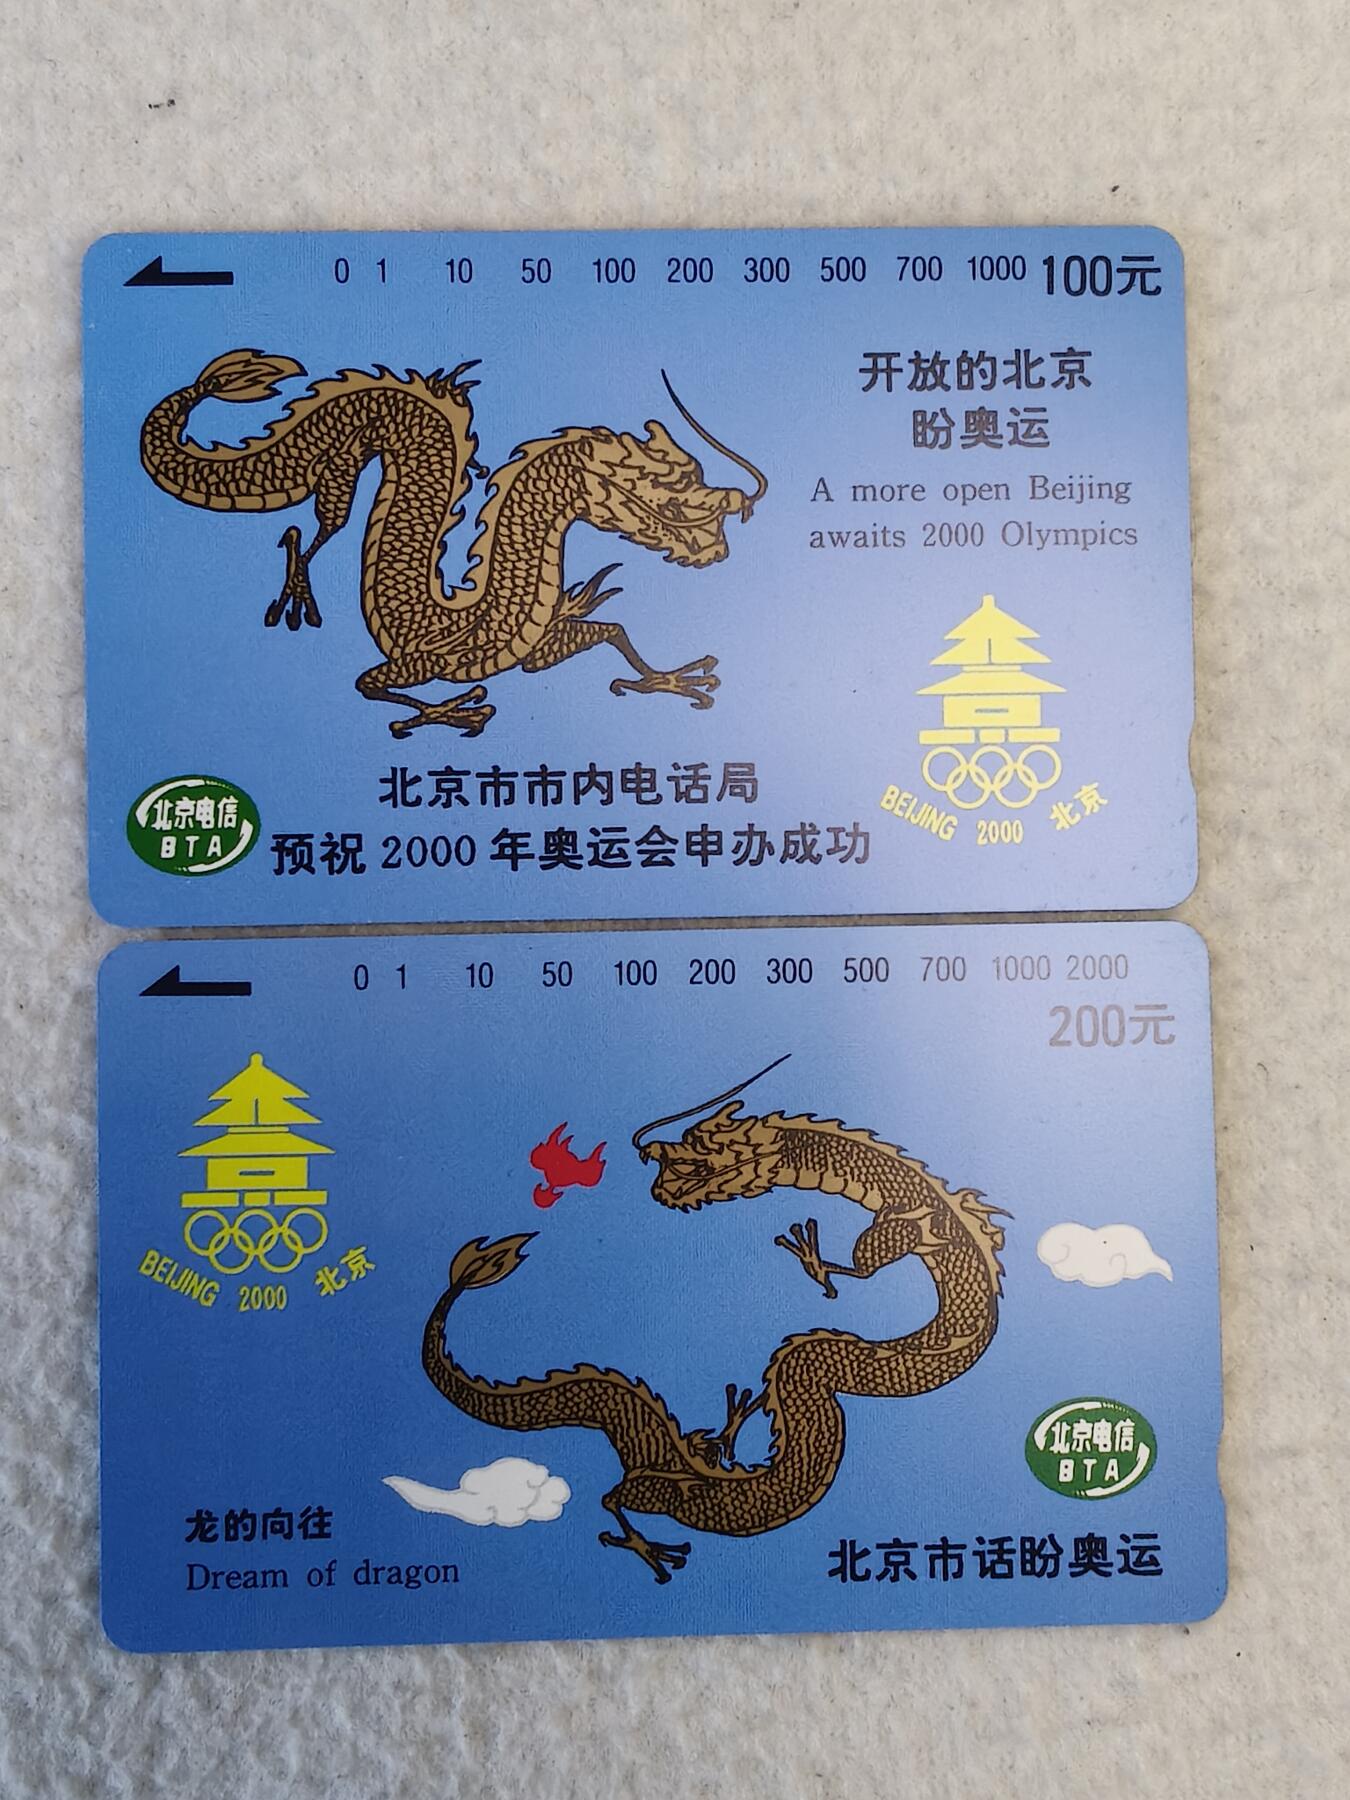 0 1 10 50 100 200 300 500 700 1000 100元
开放的北京
盼奥运
A more open Beijing
awaits 2000 Olympics
BEIJING 2000 北京
北京电信
BTA
北京市市内电话局
预祝 2000 年奥运会申办成功
0 1 10 50 100 200 300 500 700 1000 2000
200元
BEIJING 2000 北京
北京电信
BTA
龙的向往
Dream of dragon
北京市话盼奥运